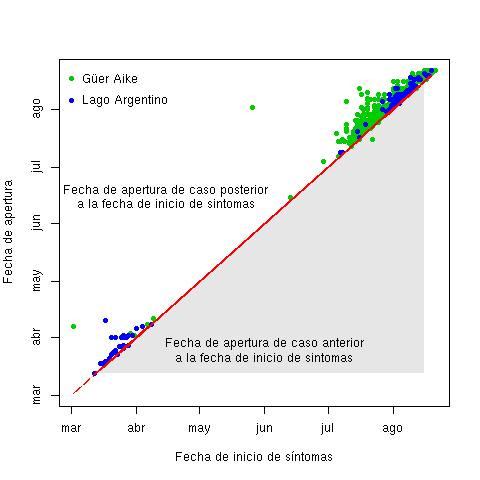 Güer Aike
Lago Argentino
Fecha de apertura de caso posterior
a la fecha de inicio de sintomas
Fecha de apertura de caso anterior
a la fecha de inicio de sintomas
Fecha de apertura
mar
abr
may
jun
jul
ago
mar
abr
may
jun
jul
ago
Fecha de inicio de síntomas